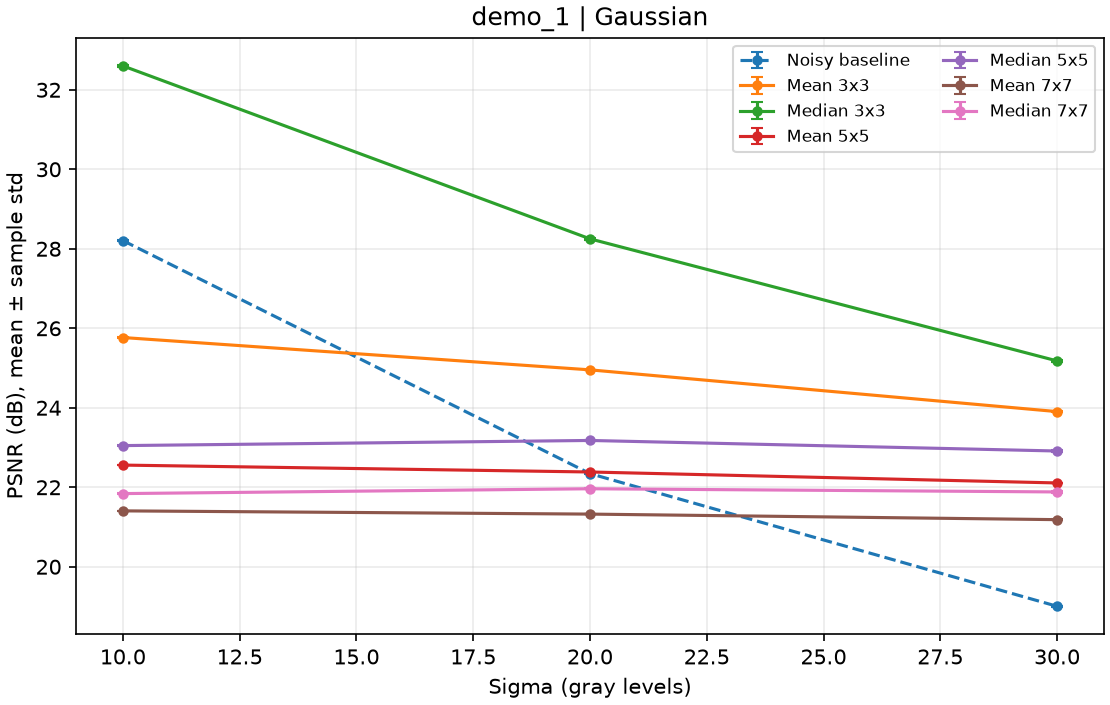 demo_1 | Gaussian
PSNR (dB), mean ± sample std
32
30
28
26
24
22
20
Noisy baseline
Mean 3x3
Median 3x3
Mean 5x5
Median 5x5
Mean 7x7
Median 7x7
10.0 12.5 15.0 17.5 20.0 22.5 25.0 27.5 30.0
Sigma (gray levels)